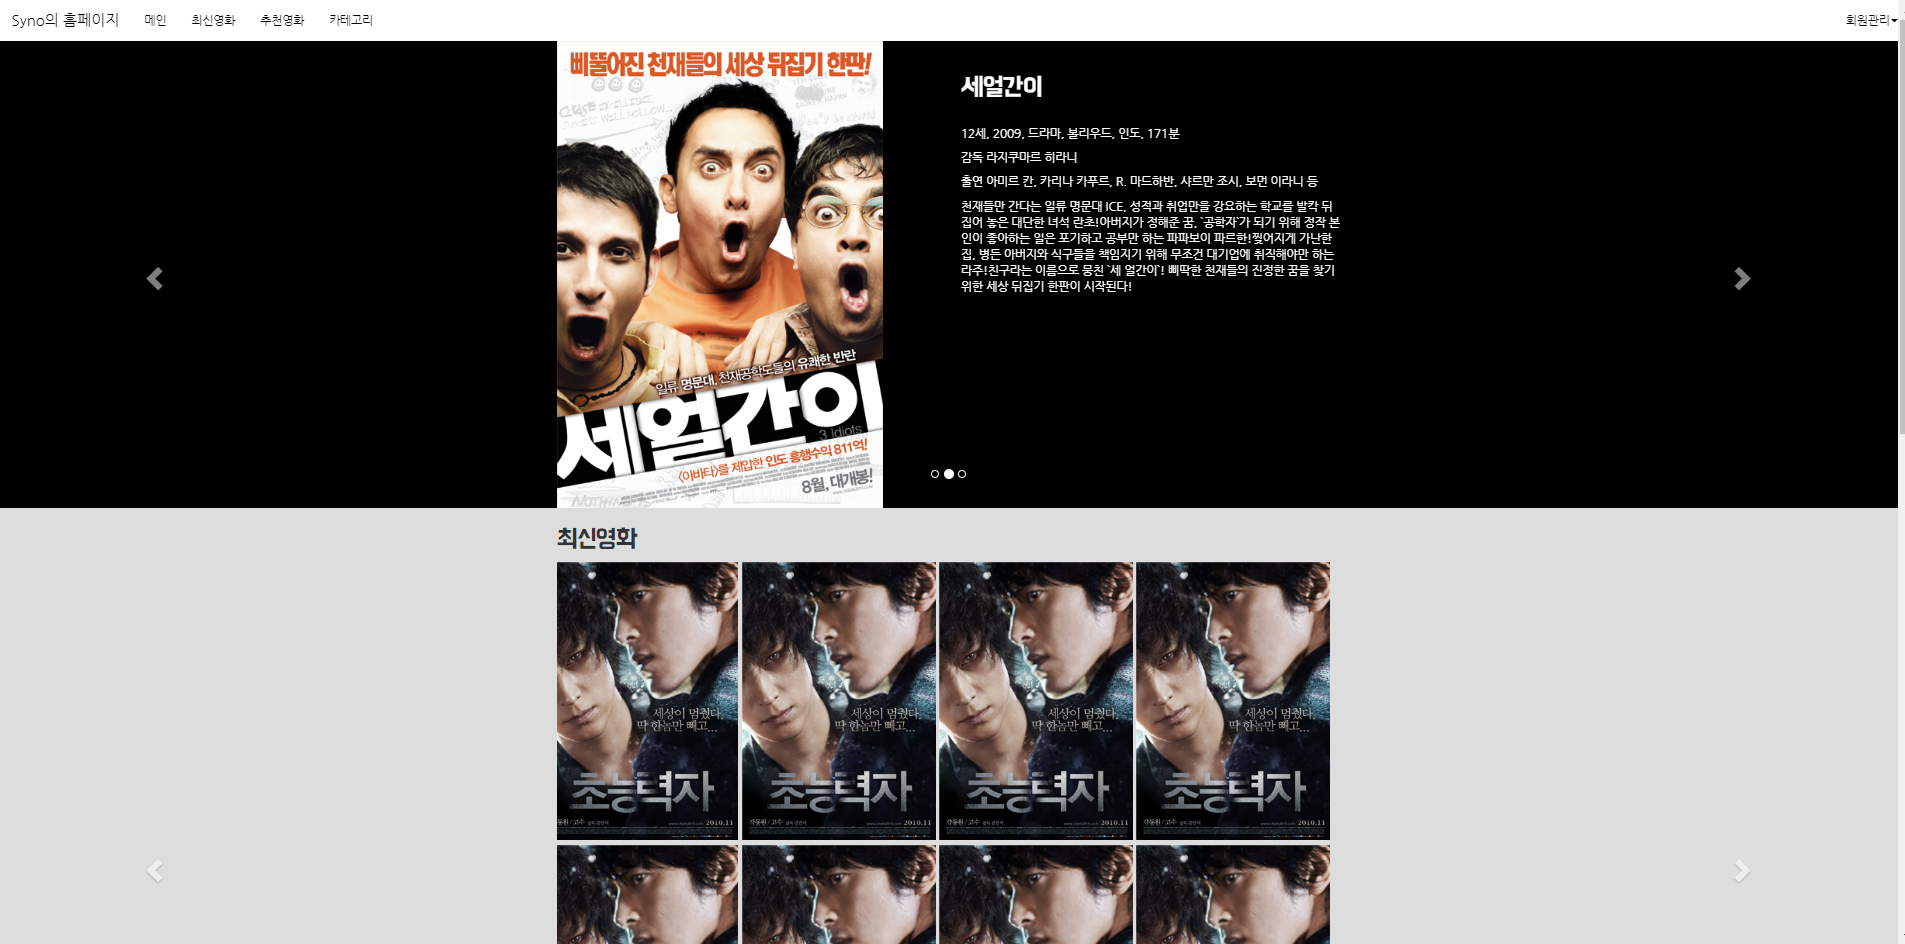 Syno의 홈페이지
메인
최신영화
추천영화
카테고리
회원관리
삐뚤어진 천재들의 세상 뒤집기 한판!
일류 명문대, 천재공학도들의 유쾌한 반란
세얼간이
3 Idiots
<아바타>를 제압한 인도 흥행수익 811억!
8월, 대개봉!
세얼간이
12세, 2009, 드라마, 볼리우드, 인도, 171분
감독 라지쿠마르 히라니
출연 아미르 칸, 카리나 카푸르, R. 마드하반, 샤르만 조시, 보먼 이라니 등
천재들만 간다는 일류 명문대 ICE, 성적과 취업만을 강요하는 학교를 발칵 뒤
집어 놓은 대단한 녀석 란초!아버지가 정해준 꿈, `공학자`가 되기 위해 정작 본
인이 좋아하는 일은 포기하고 공부만 하는 파파보이 파르한!찢어지게 가난한
집, 병든 아버지와 식구들을 책임지기 위해 무조건 대기업에 취직해야만 하는
라주!친구라는 이름으로 뭉친 `세 얼간이`! 삐딱한 천재들의 진정한 꿈을 찾기
위한 세상 뒤집기 한판이 시작된다!
최신영화
세상이 멈췄다.
딱 한놈만 빼고...
초능력자
강동원 / 고수
2010.11
세상이 멈췄다.
딱 한놈만 빼고...
초능력자
강동원 / 고수
2010.11
세상이 멈췄다.
딱 한놈만 빼고...
초능력자
강동원 / 고수
2010.11
세상이 멈췄다.
딱 한놈만 빼고...
초능력자
강동원 / 고수
2010.11